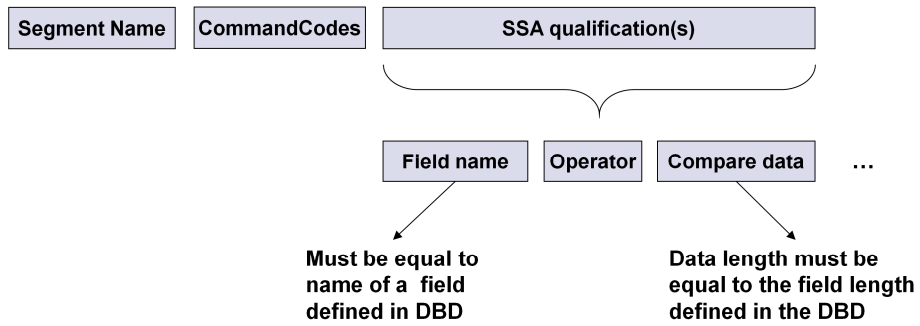 Segment Name CommandCodes SSA qualification(s)
Field name Operator Compare data ...
Must be equal to
name of a field
defined in DBD
Data length must be
equal to the field length
defined in the DBD